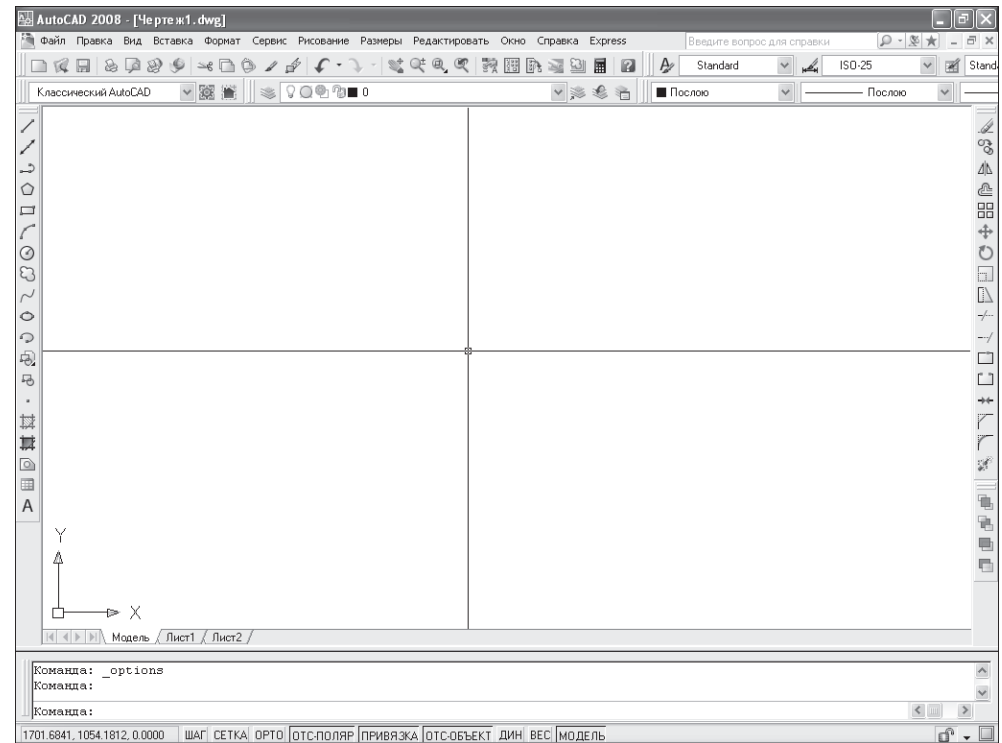 AutoCAD 2008 - [Чертеж1.dwg]
Файл Правка Вид Вставка Формат Сервис Рисование Размеры Редактировать Окно Справка Express Введите вопрос для справки
Standard ISO-25 Stand
Классический AutoCAD 0 Послою Послою
A
Y
X
Модель Лист1 Лист2
Команда: _options
Команда:
Команда:
1701.6841, 1054.1812, 0.0000 ШАГ СЕТКА ОРТО ОТС-ПОЛЯР ПРИВЯЗКА ОТС-ОБЪЕКТ ДИН ВЕС МОДЕЛЬ